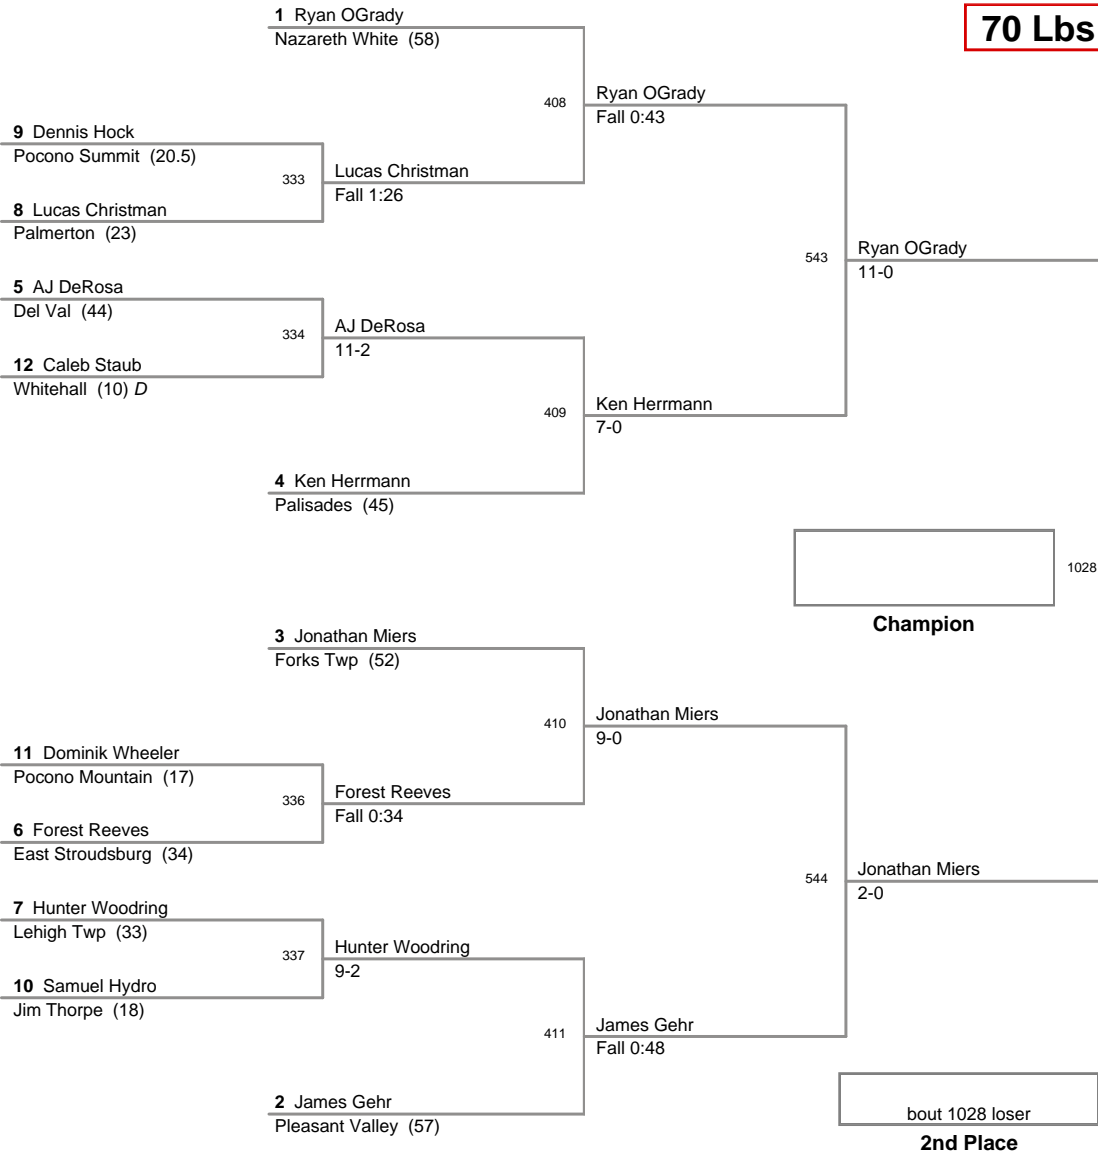 1 Ryan OGrady
Nazareth White (58)
70 Lbs
408
Ryan OGrady
Fall 0:43
9 Dennis Hock
Pocono Summit (20.5)
333
Lucas Christman
Fall 1:26
8 Lucas Christman
Palmerton (23)
543
Ryan OGrady
11-0
5 AJ DeRosa
Del Val (44)
334
AJ DeRosa
11-2
12 Caleb Staub
Whitehall (10) D
409
Ken Herrmann
7-0
4 Ken Herrmann
Palisades (45)
1028
Champion
3 Jonathan Miers
Forks Twp (52)
410
Jonathan Miers
9-0
11 Dominik Wheeler
Pocono Mountain (17)
336
Forest Reeves
Fall 0:34
6 Forest Reeves
East Stroudsburg (34)
544
Jonathan Miers
2-0
7 Hunter Woodring
Lehigh Twp (33)
337
Hunter Woodring
9-2
10 Samuel Hydro
Jim Thorpe (18)
411
James Gehr
Fall 0:48
2 James Gehr
Pleasant Valley (57)
bout 1028 loser
2nd Place